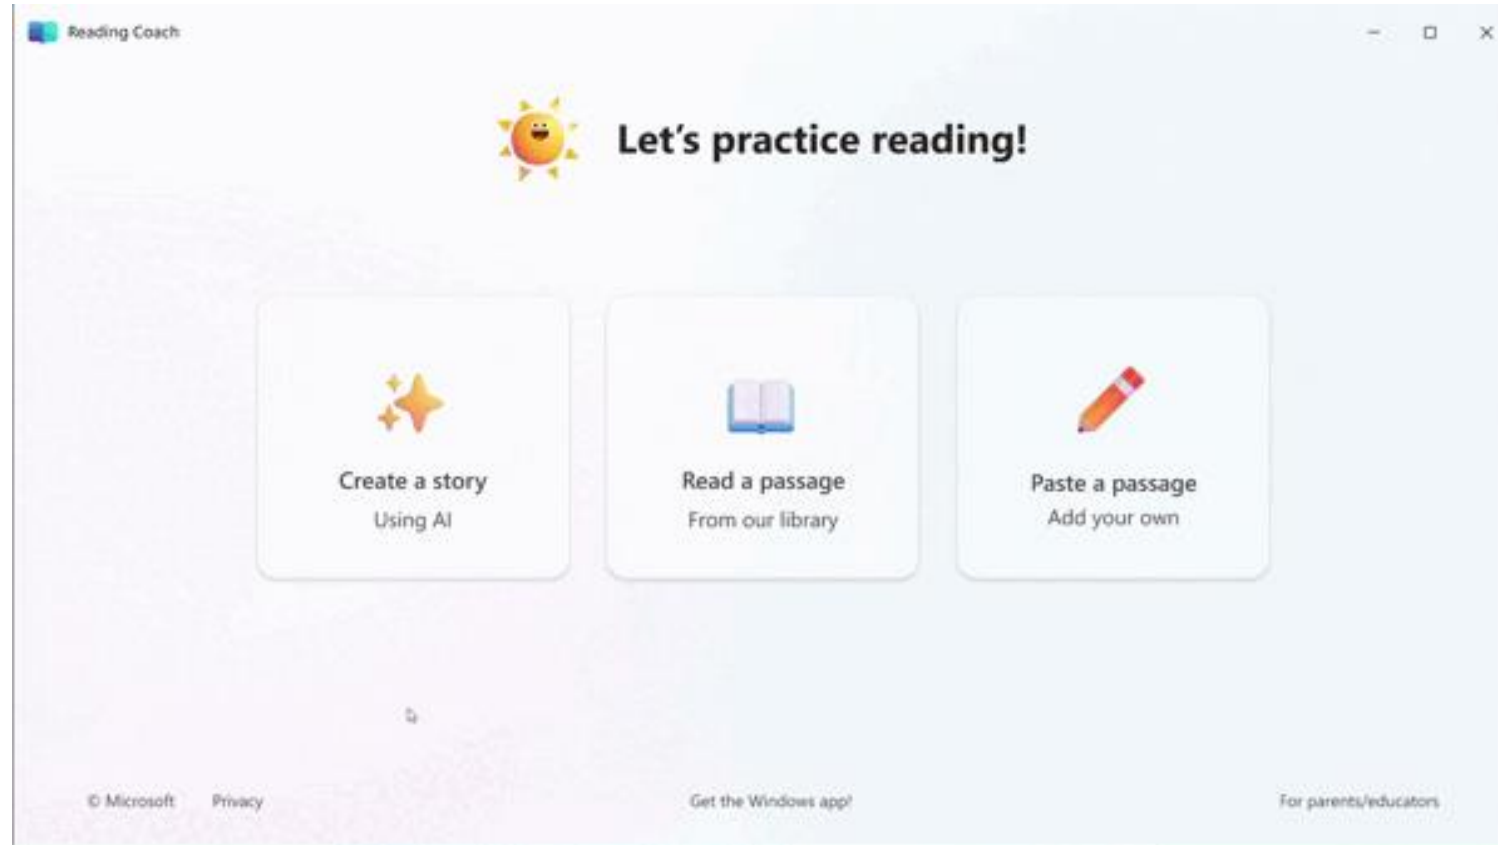 Reading Coach
Let's practice reading!
Create a story
Using AI
Read a passage
From our library
Paste a passage
Add your own
© Microsoft Privacy
Get the Windows app!
For parents/educators